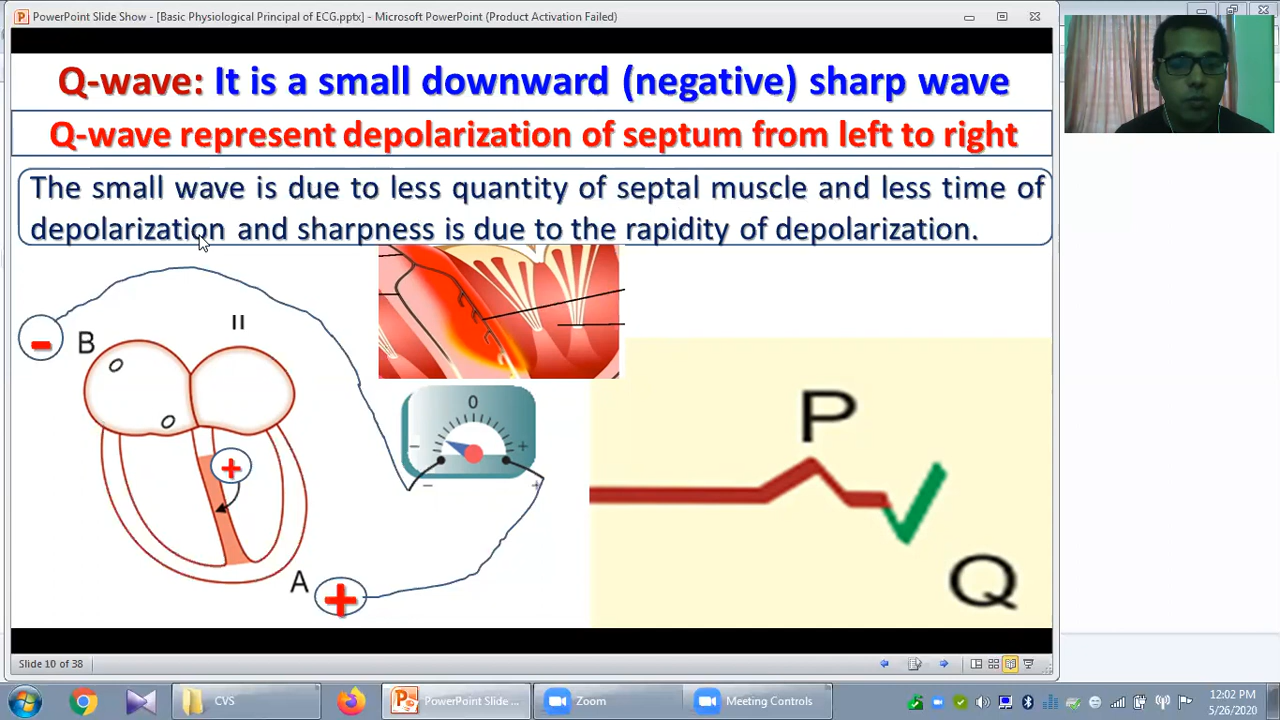 PowerPoint Slide Show - [Basic Physiological Principal of ECG.pptx] - Microsoft PowerPoint (Product Activation Failed)
Q-wave: It is a small downward (negative) sharp wave
Q-wave represent depolarization of septum from left to right
The small wave is due to less quantity of septal muscle and less time of
depolarization and sharpness is due to the rapidity of depolarization.
-
B
II
0
- +
+
P
- +
Q
A
+
Slide 10 of 38
CVS
PowerPoint Slide ...
Zoom
Meeting Controls
12:02 PM
5/26/2020